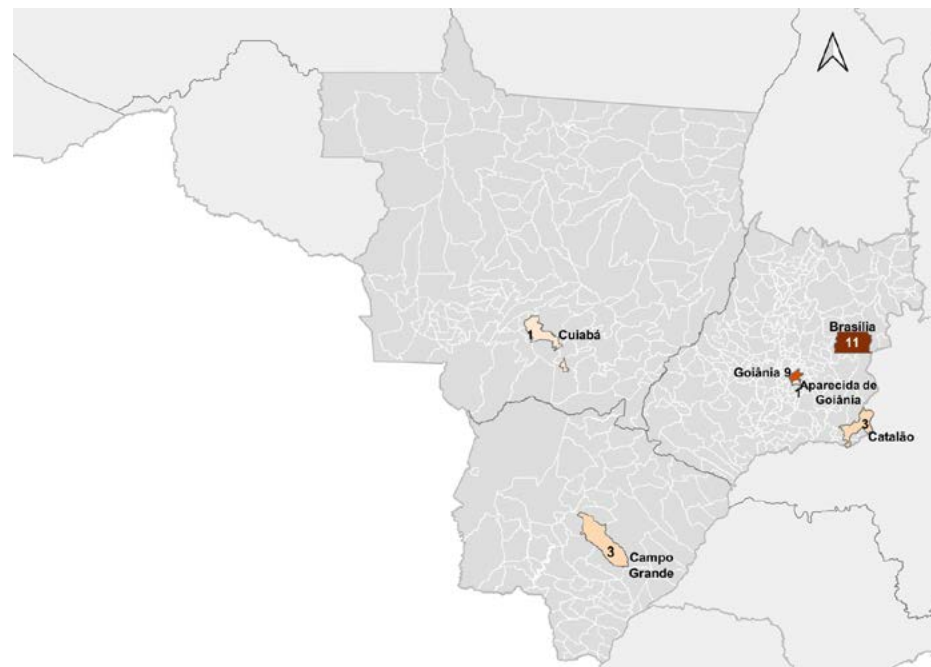 Brasília
11
1
Cuiabá
Goiânia 9
Aparecida de
1
Goiânia
3
Catalão
3
Campo
Grande